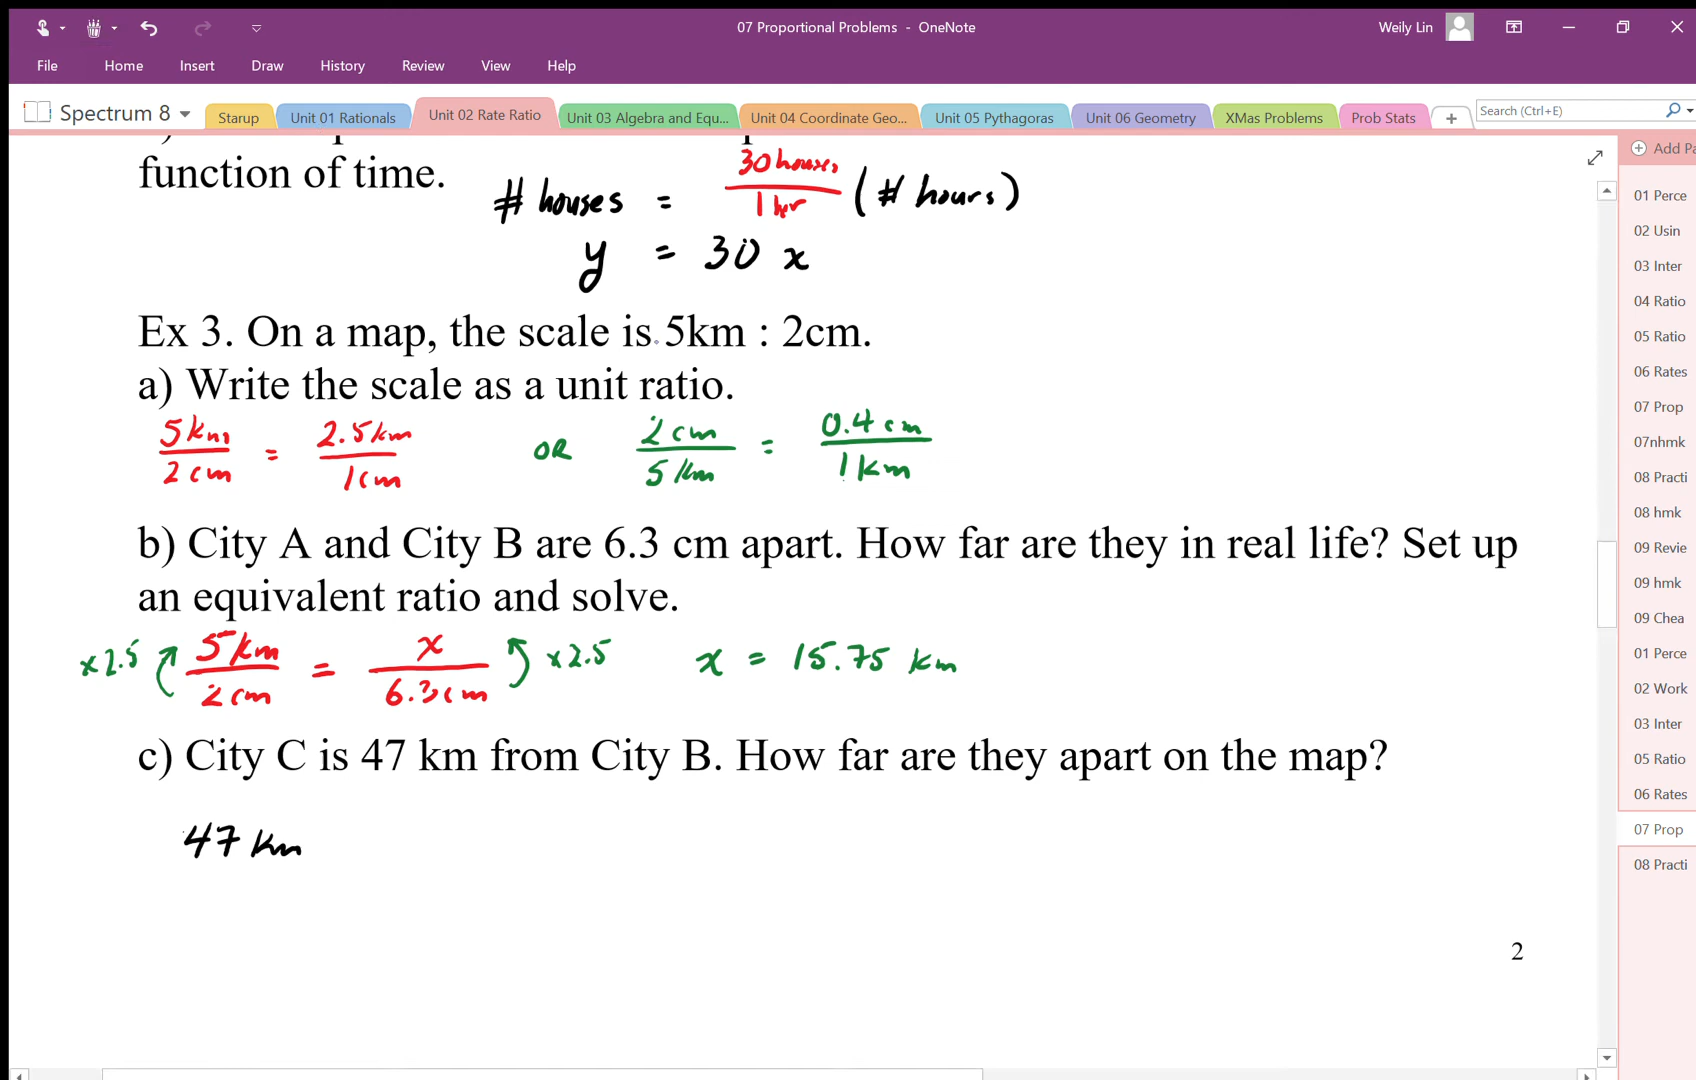 07 Proportional Problems - OneNote
Weily Lin
File Home Insert Draw History Review View Help
Spectrum 8
Starup Unit 01 Rationals Unit 02 Rate Ratio Unit 03 Algebra and Equ... Unit 04 Coordinate Geo... Unit 05 Pythagoras Unit 06 Geometry XMas Problems Prob Stats +
Search (Ctrl+E)
function of time.
# houses = 30 houses / 1 hr (# hours)
y = 30 x
Ex 3. On a map, the scale is 5km : 2cm.
a) Write the scale as a unit ratio.
5km / 2cm = 2.5km / 1cm OR 2cm / 5km = 0.4cm / 1km
b) City A and City B are 6.3 cm apart. How far are they in real life? Set up
an equivalent ratio and solve.
x2.5 5km / 2cm = x / 6.3cm x2.5 x = 15.75 km
c) City C is 47 km from City B. How far are they apart on the map?
47 km
2
Add Pa
01 Perce
02 Usin
03 Inter
04 Ratio
05 Ratio
06 Rates
07 Prop
07nhmk
08 Practi
08 hmk
09 Revie
09 hmk
09 Chea
01 Perce
02 Work
03 Inter
05 Ratio
06 Rates
07 Prop
08 Practi